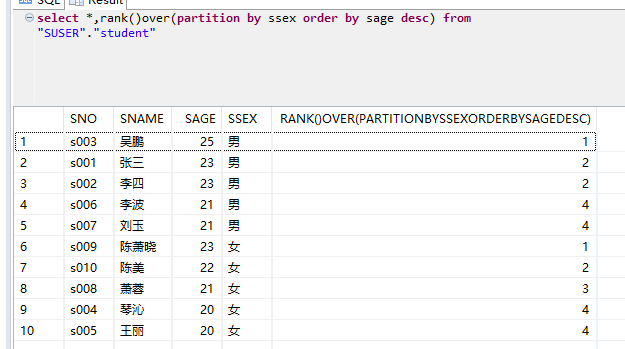 SQL Result
select *,rank()over(partition by ssex order by sage desc) from
"SUSER"."student"
SNO SNAME SAGE SSEX RANK()OVER(PARTITIONBYSSEXORDERBYSAGEDESC)
1 s003 吴鹏 25 男 1
2 s001 张三 23 男 2
3 s002 李四 23 男 2
4 s006 李波 21 男 4
5 s007 刘玉 21 男 4
6 s009 陈萧晓 23 女 1
7 s010 陈美 22 女 2
8 s008 萧蓉 21 女 3
9 s004 琴沁 20 女 4
10 s005 王丽 20 女 4